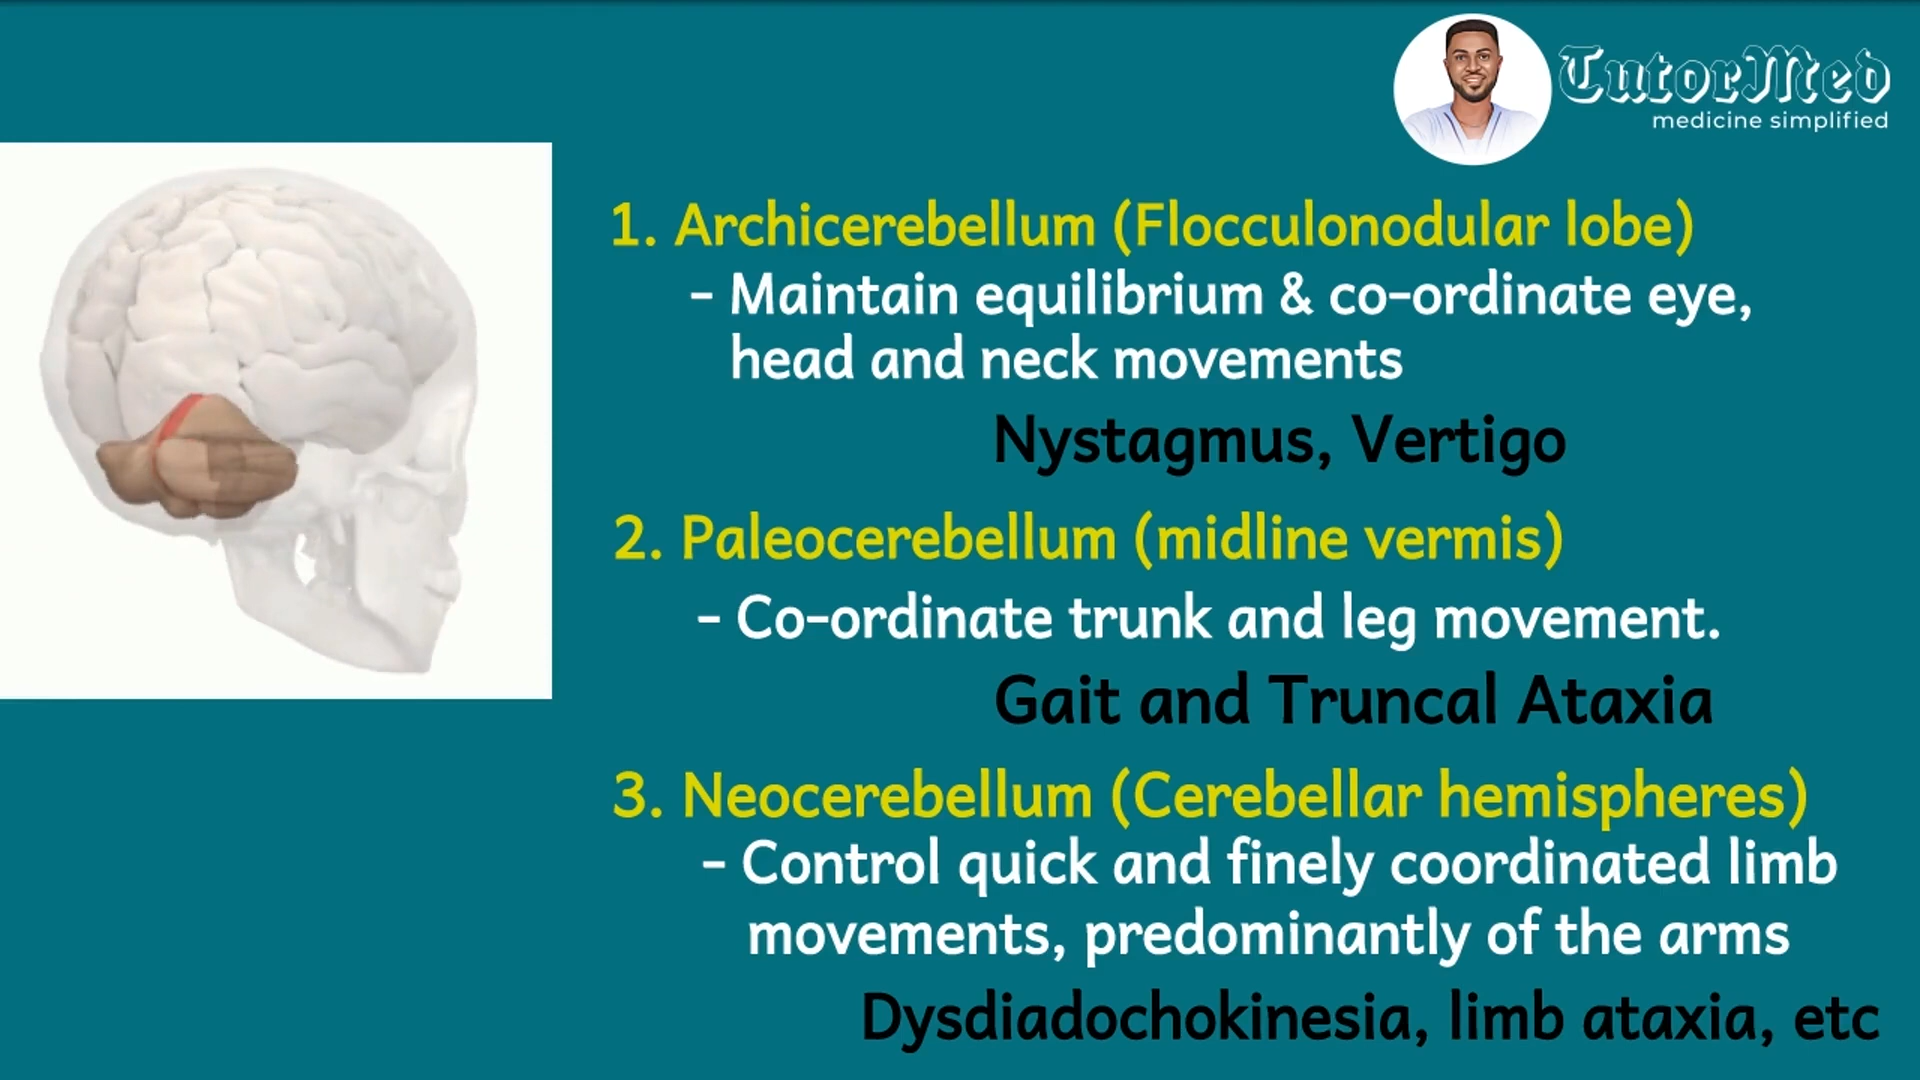 TutorMed
medicine simplified
1. Archicerebellum (Flocculonodular lobe)
- Maintain equilibrium & co-ordinate eye,
head and neck movements
Nystagmus, Vertigo
2. Paleocerebellum (midline vermis)
- Co-ordinate trunk and leg movement.
Gait and Truncal Ataxia
3. Neocerebellum (Cerebellar hemispheres)
- Control quick and finely coordinated limb
movements, predominantly of the arms
Dysdiadochokinesia, limb ataxia, etc